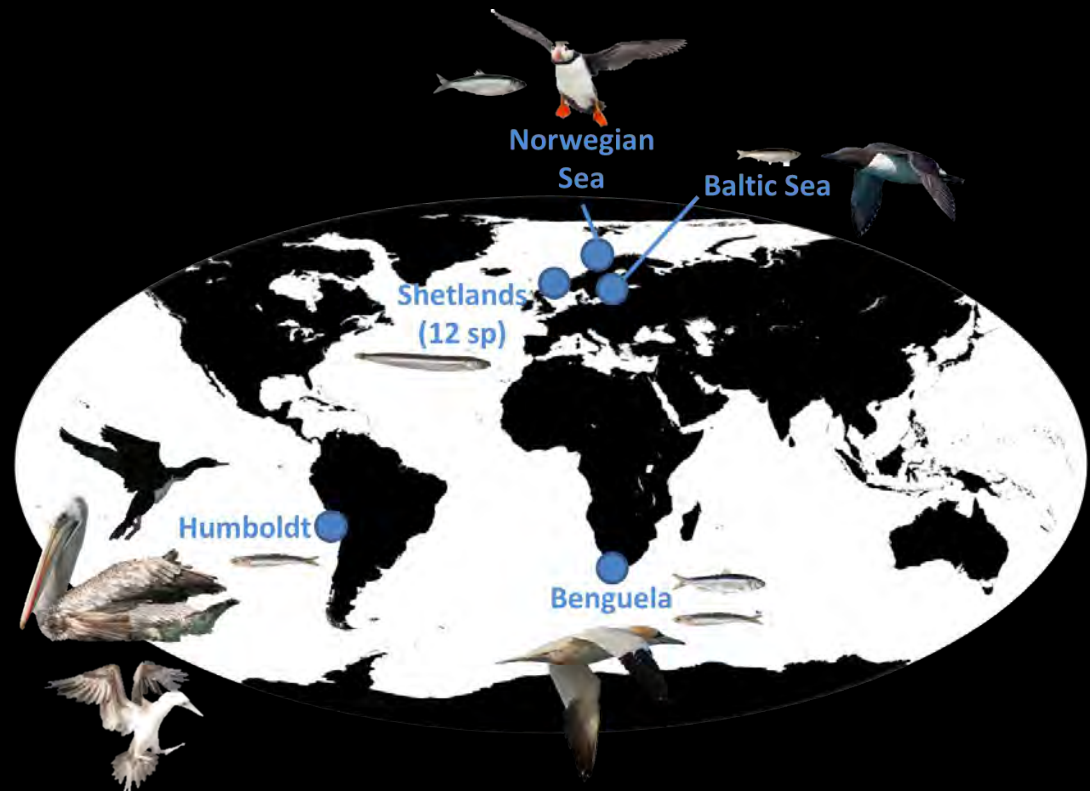 Norwegian
Sea
Baltic Sea
Shetlands
(12 sp)
Humboldt
Benguela